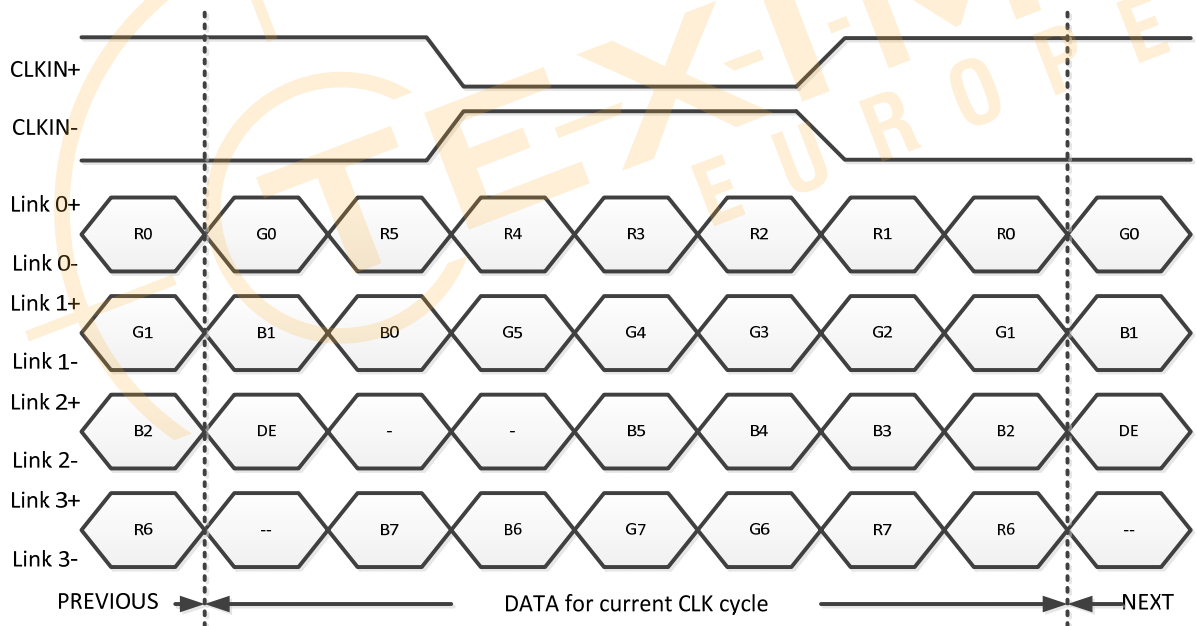 CLKIN+
CLKIN-
Link 0+
R0 G0 R5 R4 R3 R2 R1 R0 G0
Link 0-
Link 1+
G1 B1 B0 G5 G4 G3 G2 G1 B1
Link 1-
Link 2+
B2 DE - - B5 B4 B3 B2 DE
Link 2-
Link 3+
R6 -- B7 B6 G7 G6 R7 R6 --
Link 3-
PREVIOUS DATA for current CLK cycle NEXT
EUROPE